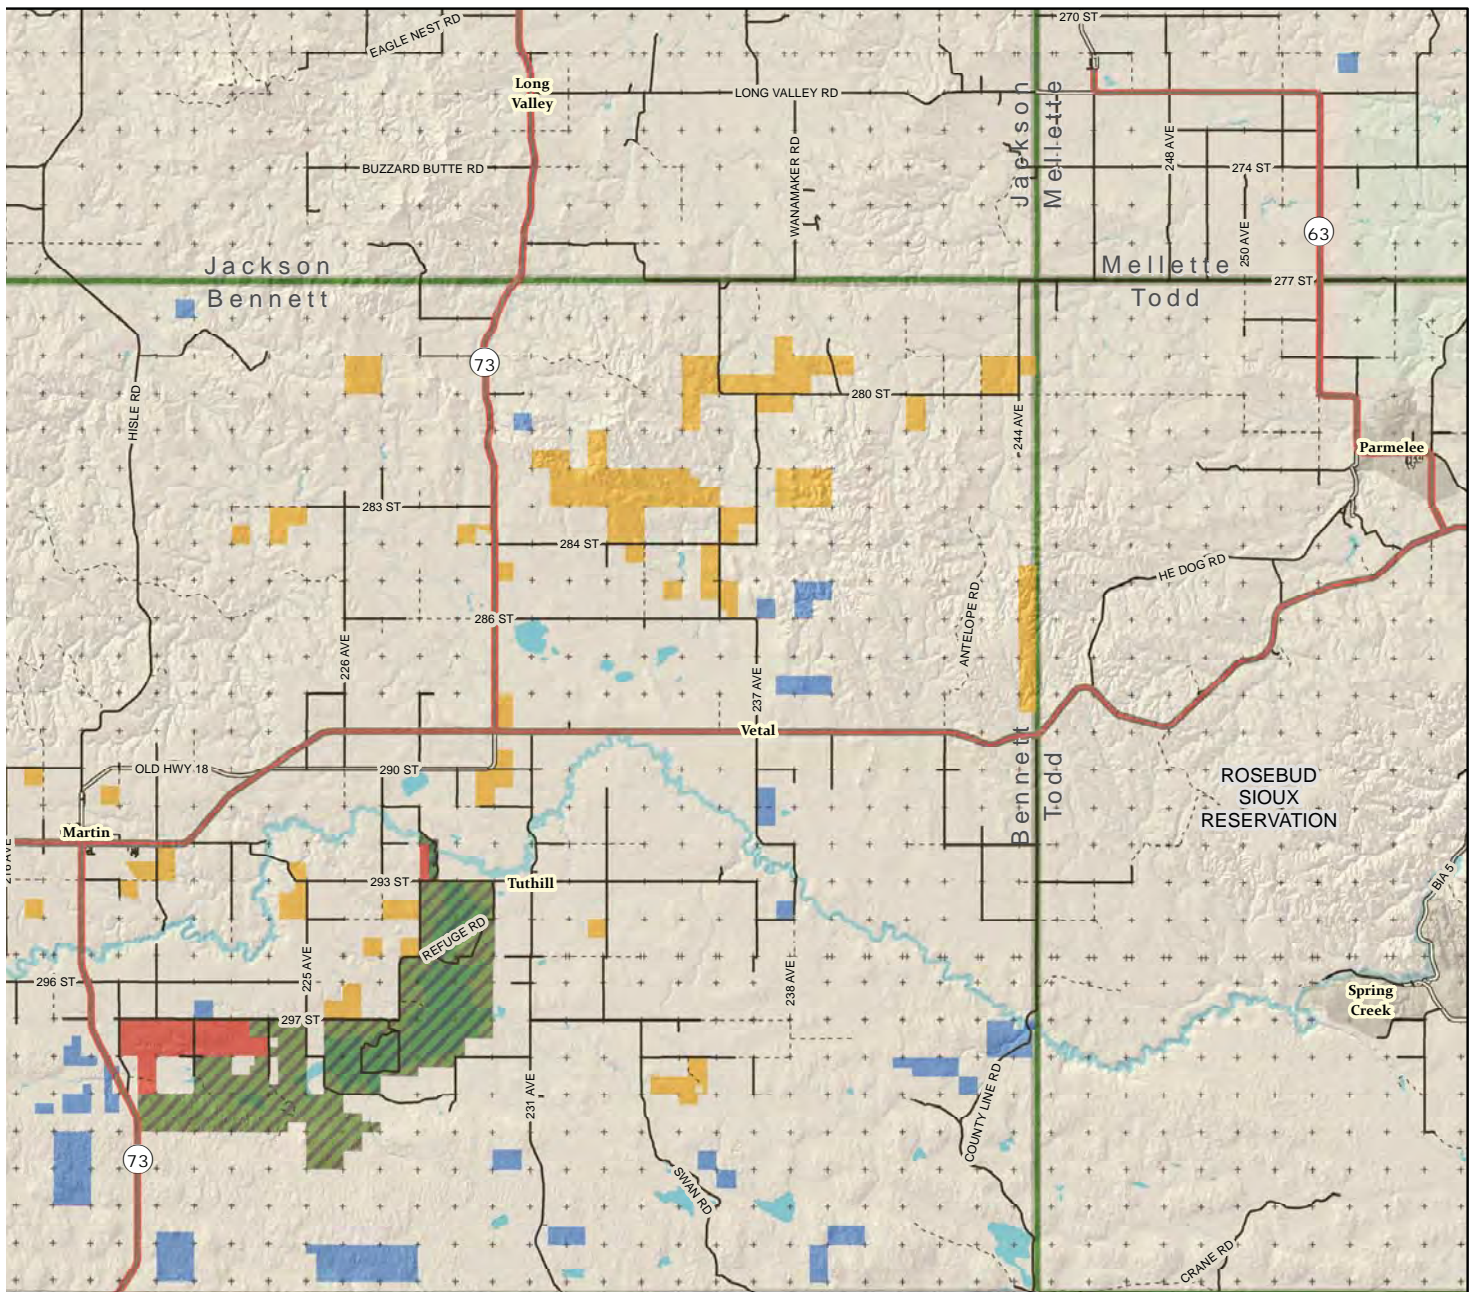 EAGLE NEST RD
270 ST
Long
Valley
LONG VALLEY RD
Jackson
Mellette
WANAMAKER RD
248 AVE
BUZZARD BUTTE RD
274 ST
250 AVE
63
Jackson
Bennett
Mellette
Todd
277 ST
73
HISLE RD
280 ST
244 AVE
Parmelee
283 ST
284 ST
HE DOG RD
286 ST
226 AVE
ANTELOPE RD
237 AVE
Vetal
Bennett
Todd
OLD HWY 18
290 ST
ROSEBUD
SIOUX
RESERVATION
Martin
293 ST
Tuthill
BIA 5
REFUGE RD
225 AVE
238 AVE
296 ST
Spring
Creek
297 ST
231 AVE
COUNTY LINE RD
73
SWAN RD
CRANE RD